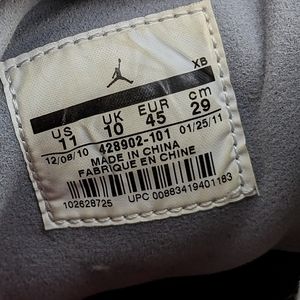 XB
US UK EUR cm
11 10 45 29
12/08/10 428902-101 01/25/11
MADE IN CHINA
FABRIQUE EN CHINE
102628725 UPC 00883419401183